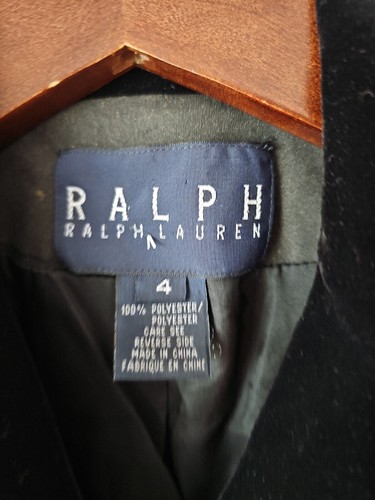 RALPH
RALPH LAUREN
4
100% POLYESTER/
POLYESTER
CARE SEE
REVERSE SIDE
MADE IN CHINA
FABRIQUE EN CHINE